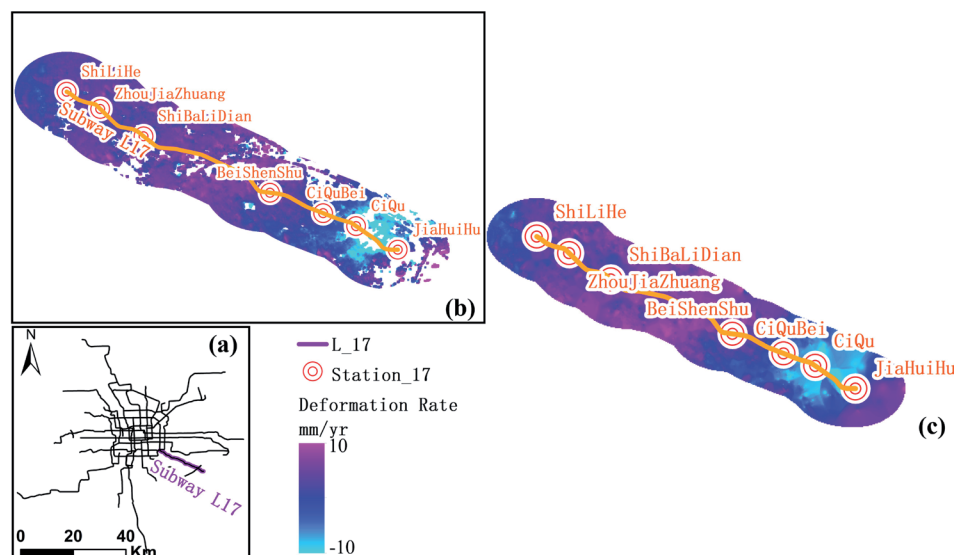 ShiLiHe
ZhouJiaZhuang
ShiBaLiDian
Subway L17
BeiShenShu
CiQuBei
CiQu
JiaHuiHu
(b)
ShiLiHe
ShiBaLiDian
ZhouJiaZhuang
BeiShenShu
CiQuBei
CiQu
JiaHuiHu
(c)
(a)
N
Subway L17
0 20 40
Km
L_17
Station_17
Deformation Rate
mm/yr
10
-10